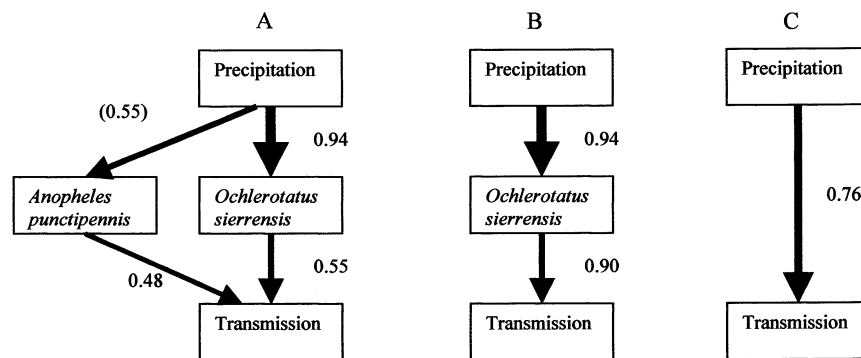 A
B
C
Precipitation
Precipitation
Precipitation
(0.55)
0.94
0.94
0.76
Anopheles
punctipennis
Ochlerotatus
sierrensis
Ochlerotatus
sierrensis
0.48
0.55
0.90
Transmission
Transmission
Transmission